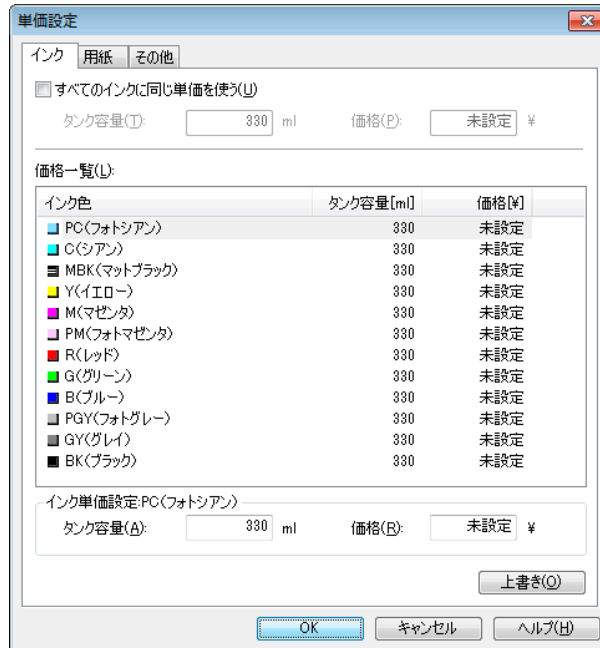 単価設定
インク 用紙 その他
すべてのインクに同じ単価を使う(U)
タンク容量(T): 330 ml 価格(P): 未設定 ¥
価格一覧(L):
インク色 タンク容量[ml] 価格[¥]
PC(フォトシアン) 330 未設定
C(シアン) 330 未設定
MBK(マットブラック) 330 未設定
Y(イエロー) 330 未設定
M(マゼンタ) 330 未設定
PM(フォトマゼンタ) 330 未設定
R(レッド) 330 未設定
G(グリーン) 330 未設定
B(ブルー) 330 未設定
PGY(フォトグレー) 330 未設定
GY(グレイ) 330 未設定
BK(ブラック) 330 未設定
インク単価設定:PC(フォトシアン)
タンク容量(A): 330 ml 価格(R): 未設定 ¥
上書き(O)
OK キャンセル ヘルプ(H)